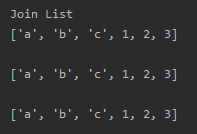 Join List
['a', 'b', 'c', 1, 2, 3]
['a', 'b', 'c', 1, 2, 3]
['a', 'b', 'c', 1, 2, 3]